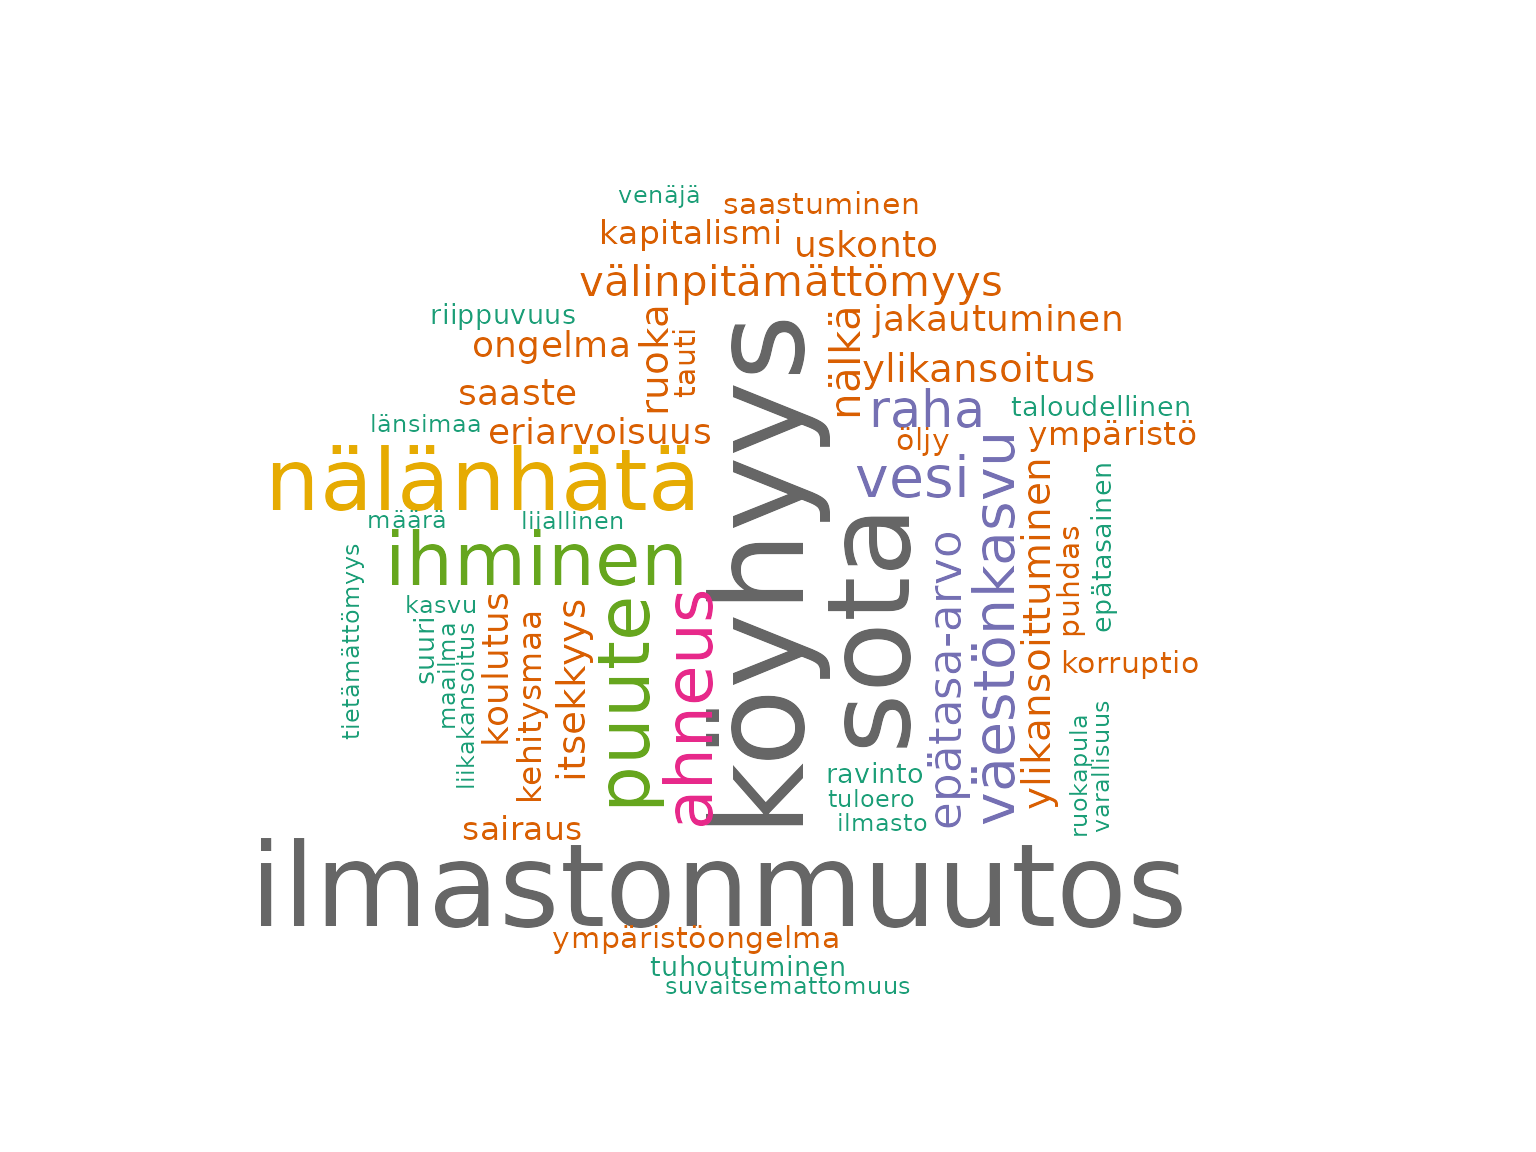 venäjä
saastuminen
kapitalismi
uskonto
välinpitämättömyys
riippuvuus
ruoka
tauti
köyhyys
nälkä
jakautuminen
ongelma
ylikansoitus
saaste
raha
taloudellinen
länsimaa
eriarvoisuus
öljy
ympäristö
nälänhätä
vesi
väestönkasvu
ylikansoittuminen
epätasainen
määrä
lijallinen
sota
puhdas
ihminen
epätasa-arvo
tietämättömyys
kasvu
suuri
maailma
liikakansoitus
koulutus
kehitysmaa
itsekkyys
puute
ahneus
korruptio
ruokapula
varallisuus
ravinto
tuloero
ilmasto
sairaus
ilmastonmuutos
ympäristöongelma
tuhoutuminen
suvaitsemattomuus